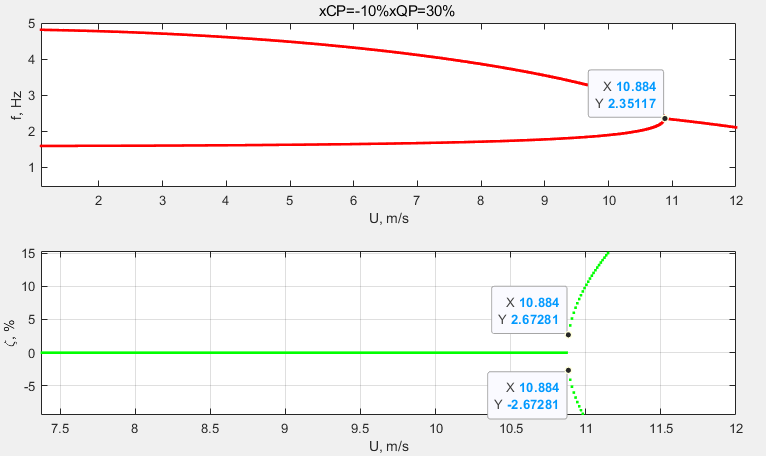 xCP=-10%xQP=30%
5
4
3
2
1
f, Hz
X 10.884
Y 2.35117
2 3 4 5 6 7 8 9 10 11 12
U, m/s
15
10
5
0
-5
ζ, %
X 10.884
Y 2.67281
X 10.884
Y -2.67281
7.5 8 8.5 9 9.5 10 10.5 11 11.5 12
U, m/s